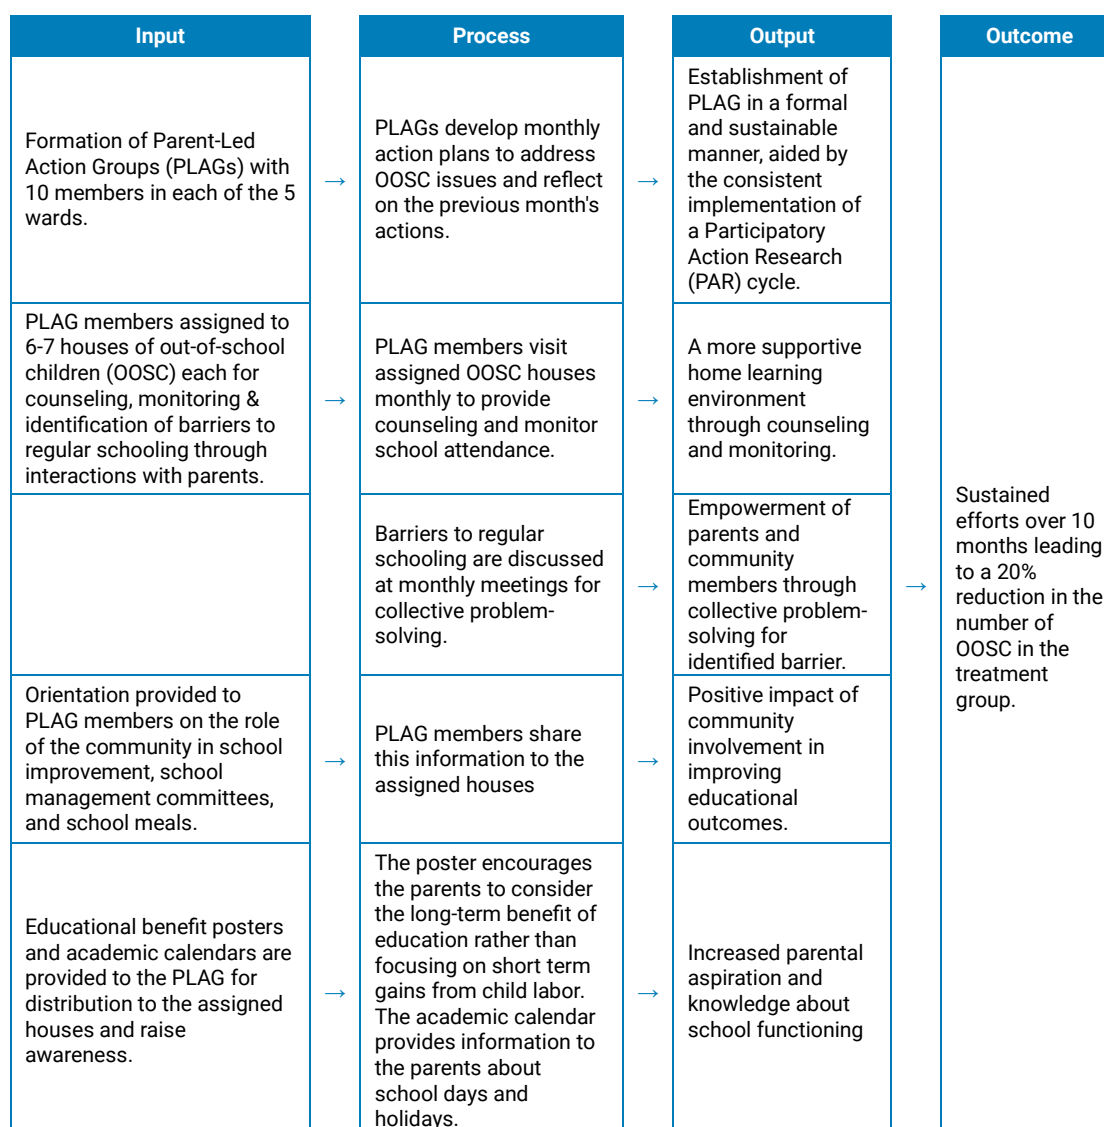 Input
Process
Output
Outcome
Formation of Parent-Led
Action Groups (PLAGs) with
10 members in each of the 5
wards.
→
PLAGs develop monthly
action plans to address
OOSC issues and reflect
on the previous month's
actions.
→
Establishment of
PLAG in a formal
and sustainable
manner, aided by
the consistent
implementation of
a Participatory
Action Research
(PAR) cycle.
PLAG members assigned to
6-7 houses of out-of-school
children (OOSC) each for
counseling, monitoring &
identification of barriers to
regular schooling through
interactions with parents.
→
PLAG members visit
assigned OOSC houses
monthly to provide
counseling and monitor
school attendance.
→
A more supportive
home learning
environment
through counseling
and monitoring.
Barriers to regular
schooling are discussed
at monthly meetings for
collective problem-
solving.
→
Empowerment of
parents and
community
members through
collective problem-
solving for
identified barrier.
→
Sustained
efforts over 10
months leading
to a 20%
reduction in the
number of
OOSC in the
treatment
group.
Orientation provided to
PLAG members on the role
of the community in school
improvement, school
management committees,
and school meals.
→
PLAG members share
this information to the
assigned houses
→
Positive impact of
community
involvement in
improving
educational
outcomes.
Educational benefit posters
and academic calendars are
provided to the PLAG for
distribution to the assigned
houses and raise
awareness.
→
The poster encourages
the parents to consider
the long-term benefit of
education rather than
focusing on short term
gains from child labor.
The academic calendar
provides information to
the parents about
school days and
holidays.
→
Increased parental
aspiration and
knowledge about
school functioning